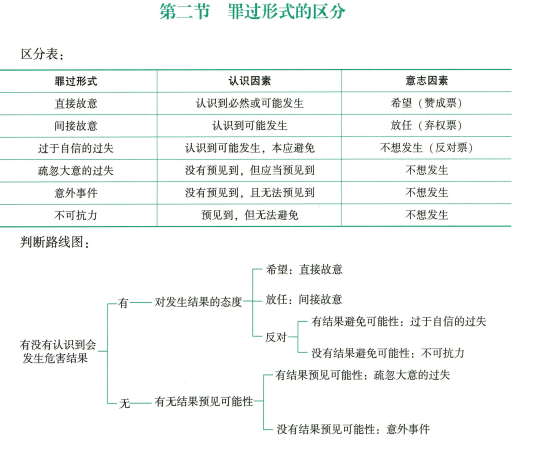 第二节 罪过形式的区分
区分表：
罪过形式 认识因素 意志因素
直接故意 认识到必然或可能发生 希望（赞成票）
间接故意 认识到可能发生 放任（弃权票）
过于自信的过失 认识到可能发生，本应避免 不想发生（反对票）
疏忽大意的过失 没有预见到，但应当预见到 不想发生
意外事件 没有预见到，且无法预见到 不想发生
不可抗力 预见到，但无法避免 不想发生
判断路线图：
有没有认识到会
发生危害结果
有
对发生结果的态度
希望：直接故意
放任：间接故意
反对
有结果避免可能性：过于自信的过失
没有结果避免可能性：不可抗力
无
有无结果预见可能性
有结果预见可能性：疏忽大意的过失
没有结果预见可能性：意外事件